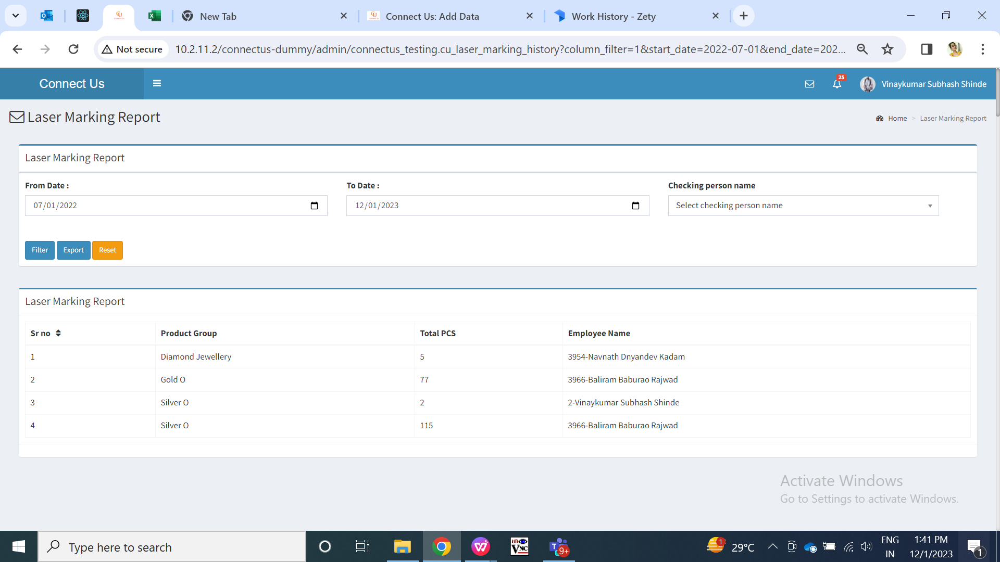 New Tab
Connect Us: Add Data
Work History - Zety
Not secure
10.2.11.2/connectus-dummy/admin/connectus_testing.cu_laser_marking_history?column_filter=1&start_date=2022-07-01&end_date=202...
Connect Us
25
Vinaykumar Subhash Shinde
Laser Marking Report
Home > Laser Marking Report
Laser Marking Report
From Date :
To Date :
Checking person name
07/01/2022
12/01/2023
Select checking person name
Filter
Export
Reset
Laser Marking Report
Sr no Product Group Total PCS Employee Name
1 Diamond Jewellery 5 3954-Navnath Dnyandev Kadam
2 Gold O 77 3966-Baliram Baburao Rajwad
3 Silver O 2 2-Vinaykumar Subhash Shinde
4 Silver O 115 3966-Baliram Baburao Rajwad
Activate Windows
Go to Settings to activate Windows.
Type here to search
VNC
T
9+
1
29°C
ENG
IN
1:41 PM
12/1/2023
1